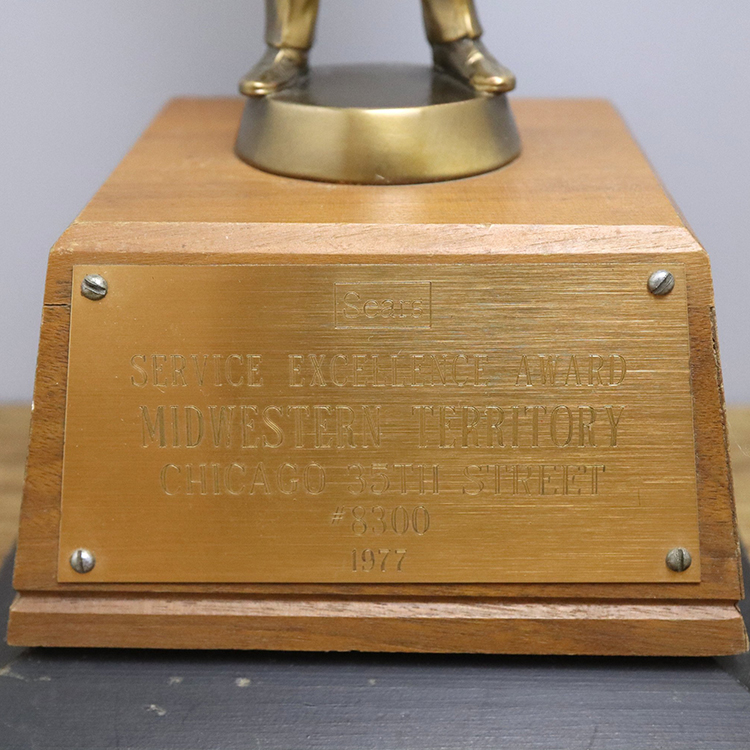 Sears
SERVICE EXCELLENCE AWARD
MIDWESTERN TERRITORY
CHICAGO 35TH STREET
#8300
1977